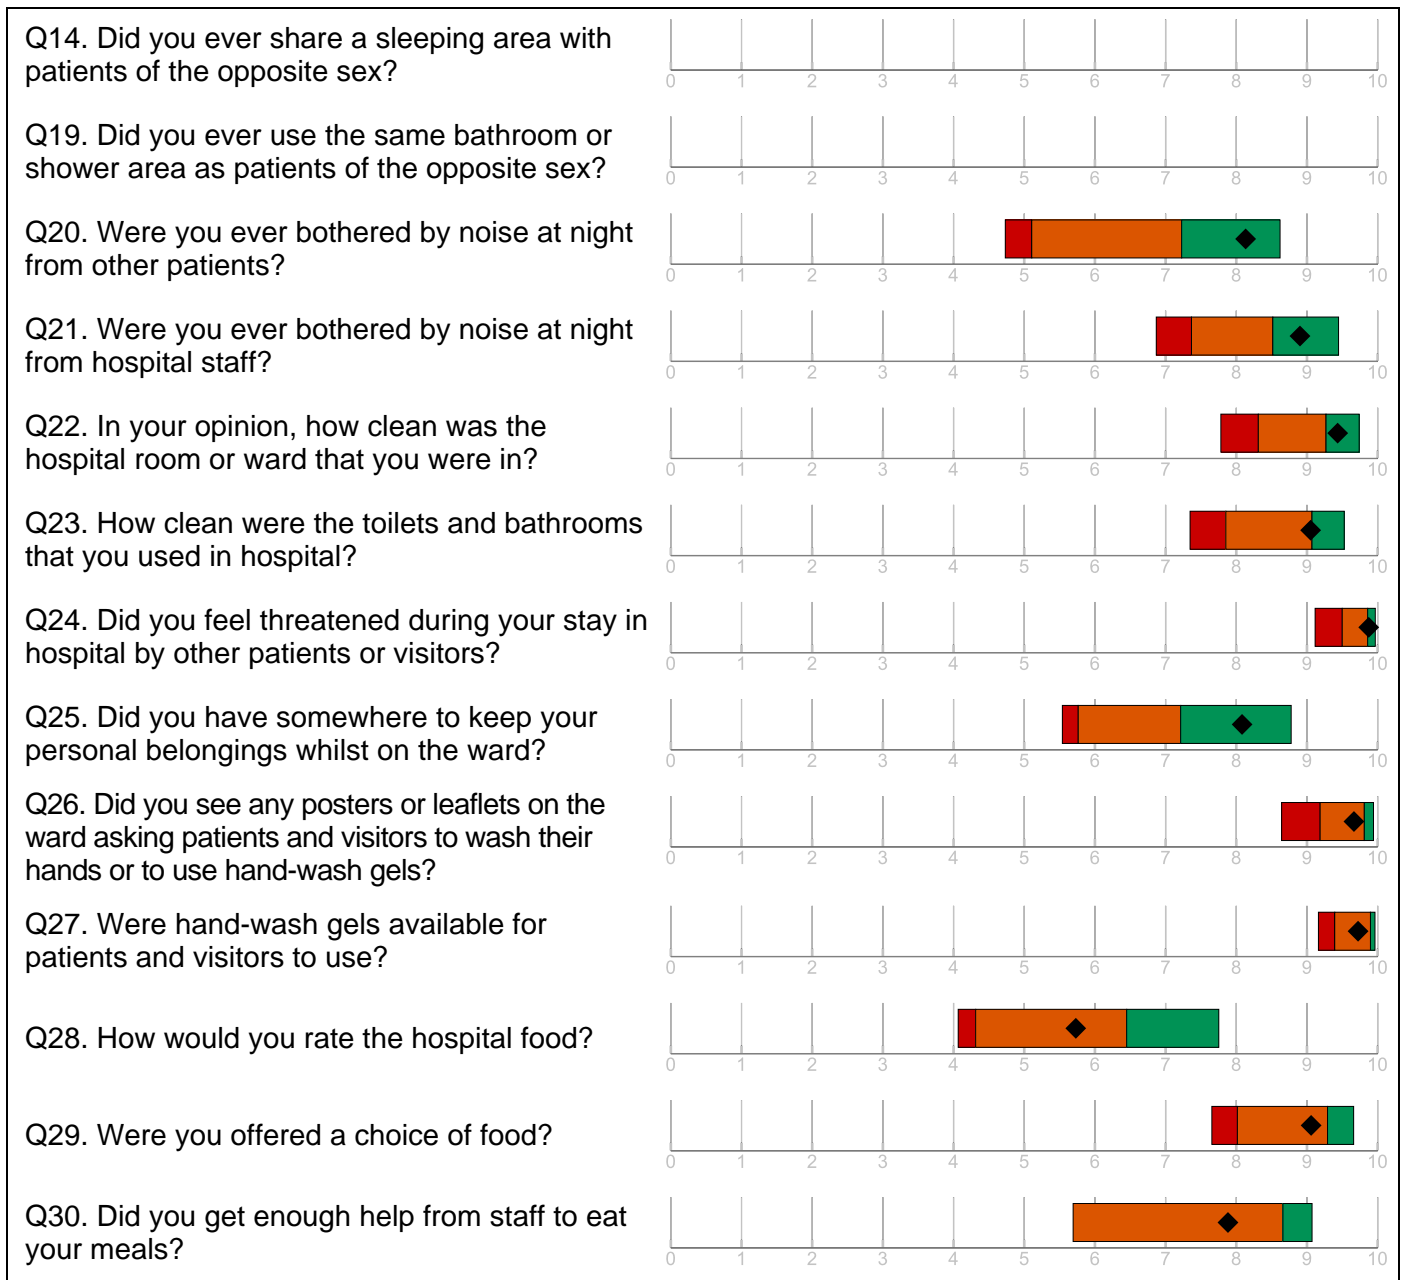 Q14. Did you ever share a sleeping area with
patients of the opposite sex?
0 1 2 3 4 5 6 7 8 9 10
Q19. Did you ever use the same bathroom or
shower area as patients of the opposite sex?
0 1 2 3 4 5 6 7 8 9 10
Q20. Were you ever bothered by noise at night
from other patients?
0 1 2 3 4 5 6 7 8 9 10
Q21. Were you ever bothered by noise at night
from hospital staff?
0 1 2 3 4 5 6 7 8 9 10
Q22. In your opinion, how clean was the
hospital room or ward that you were in?
0 1 2 3 4 5 6 7 8 9 10
Q23. How clean were the toilets and bathrooms
that you used in hospital?
0 1 2 3 4 5 6 7 8 9 10
Q24. Did you feel threatened during your stay in
hospital by other patients or visitors?
0 1 2 3 4 5 6 7 8 9 10
Q25. Did you have somewhere to keep your
personal belongings whilst on the ward?
0 1 2 3 4 5 6 7 8 9 10
Q26. Did you see any posters or leaflets on the
ward asking patients and visitors to wash their
hands or to use hand-wash gels?
0 1 2 3 4 5 6 7 8 9 10
Q27. Were hand-wash gels available for
patients and visitors to use?
0 1 2 3 4 5 6 7 8 9 10
Q28. How would you rate the hospital food?
0 1 2 3 4 5 6 7 8 9 10
Q29. Were you offered a choice of food?
0 1 2 3 4 5 6 7 8 9 10
Q30. Did you get enough help from staff to eat
your meals?
0 1 2 3 4 5 6 7 8 9 10